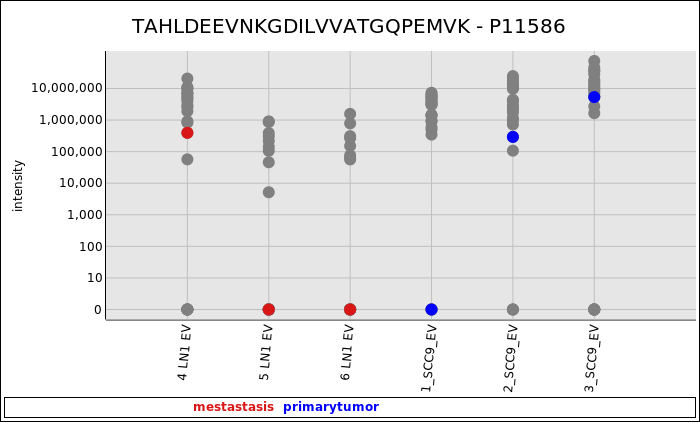 TAHLDEEVNKGDILVVATGQPEMVK - P11586
10,000,000
1,000,000
100,000
10,000
1,000
100
10
0
intensity
4 LN1 EV
5 LN1 EV
6 LN1 EV
1_SCC9_EV
2_SCC9_EV
3_SCC9_EV
mestastasis primarytumor